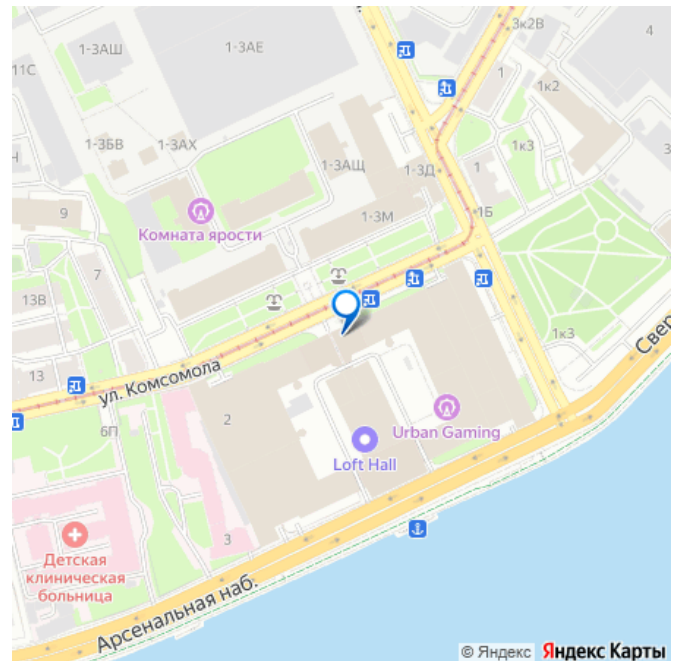 3к2В
4
1-3АШ
1-3АЕ
11С
1
1к2
1-3БВ
1-3АХ
1к3
1-3АЩ
1
1-3Д
9
1-3М
1Б
Комната ярости
7
13В
1к3
Свер
13
ул. Комсомола
2
6П
Urban Gaming
Loft Hall
3
Детская
клиническая
больница
Арсенальная наб.
© Яндекс Яндекс Карты